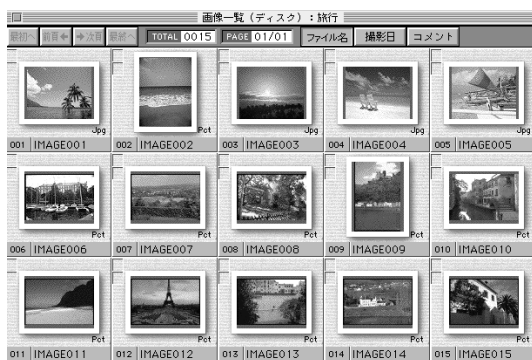 画像一覧（ディスク）：旅行
最初へ 前頁← →次頁 最終へ TOTAL 0015 PAGE 01/01 ファイル名 撮影日 コメント
Jpg Pct Jpg Jpg Jpg
001 IMAGE001 002 IMAGE002 003 IMAGE003 004 IMAGE004 005 IMAGE005
Pct Pct Pct Pct Pct
006 IMAGE006 007 IMAGE007 008 IMAGE008 009 IMAGE009 010 IMAGE010
Pct Pct Pct Pct Pct
011 IMAGE011 012 IMAGE012 013 IMAGE013 014 IMAGE014 015 IMAGE015